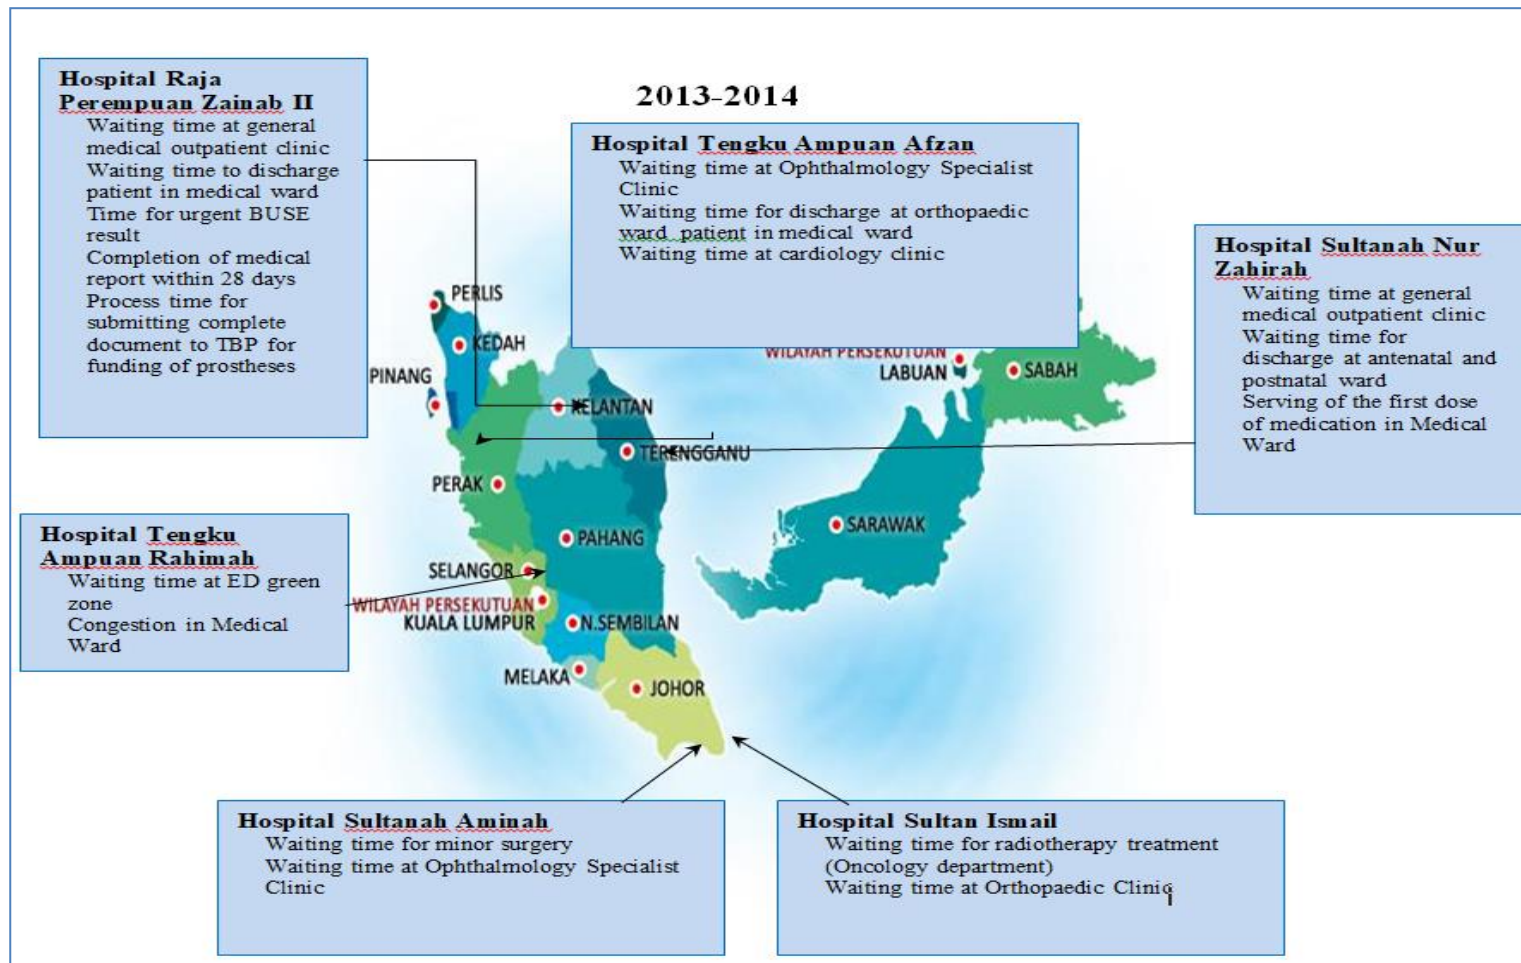 2013-2014
Hospital Raja
Perempuan Zainab II
Waiting time at general
medical outpatient clinic
Waiting time to discharge
patient in medical ward
Time for urgent BUSE
result
Completion of medical
report within 28 days
Process time for
submitting complete
document to TBP for
funding of prostheses
Hospital Tengku Ampuan Afzan
Waiting time at Ophthalmology Specialist
Clinic
Waiting time for discharge at orthopaedic
ward patient in medical ward
Waiting time at cardiology clinic
Hospital Sultanah Nur
Zahirah
Waiting time at general
medical outpatient clinic
Waiting time for
discharge at antenatal and
postnatal ward
Serving of the first dose
of medication in Medical
Ward
PERLIS
KEDAH
PINANG
KELANTAN
TERENGGANU
PERAK
PAHANG
SELANGOR
WILAYAH PERSEKUTUAN
KUALA LUMPUR
N.SEMBILAN
MELAKA
JOHOR
WILAYAH PERSEKUTUAN
LABUAN
SABAH
SARAWAK
Hospital Tengku
Ampuan Rahimah
Waiting time at ED green
zone
Congestion in Medical
Ward
Hospital Sultanah Aminah
Waiting time for minor surgery
Waiting time at Ophthalmology Specialist
Clinic
Hospital Sultan Ismail
Waiting time for radiotherapy treatment
(Oncology department)
Waiting time at Orthopaedic Clinic